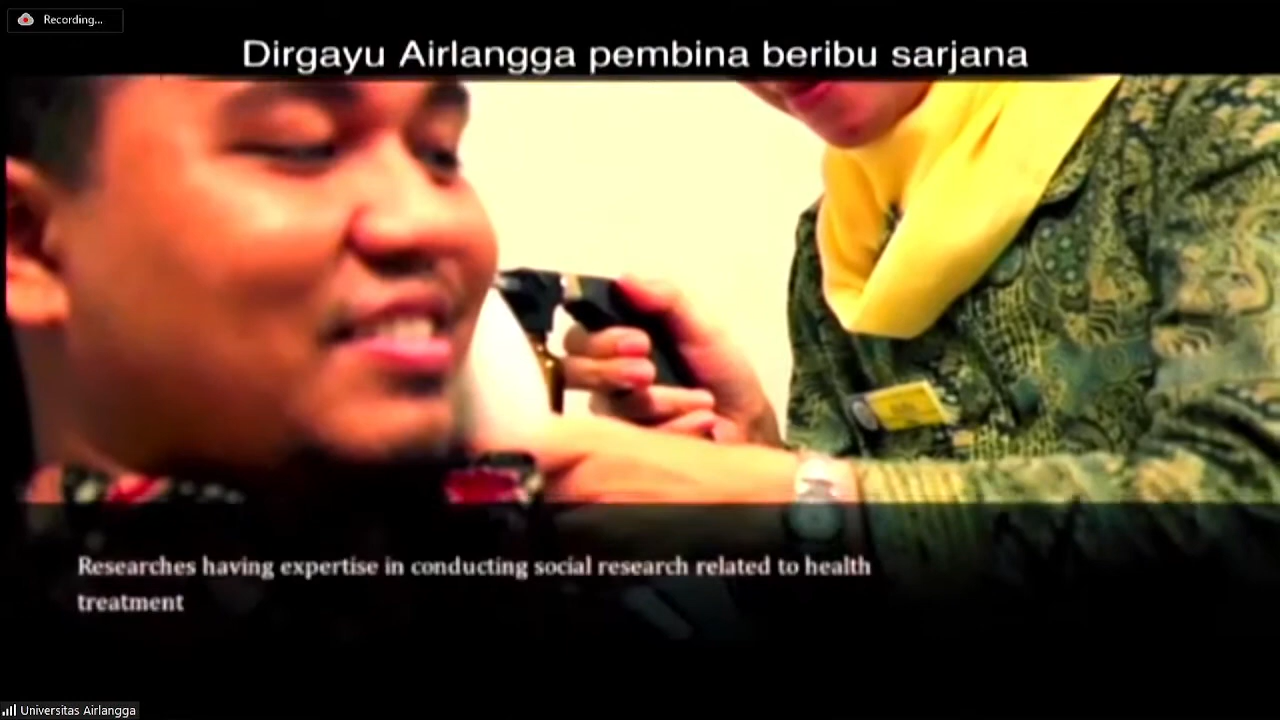 Recording...
Dirgayu Airlangga pembina beribu sarjana
Researches having expertise in conducting social research related to health
treatment
Universitas Airlangga